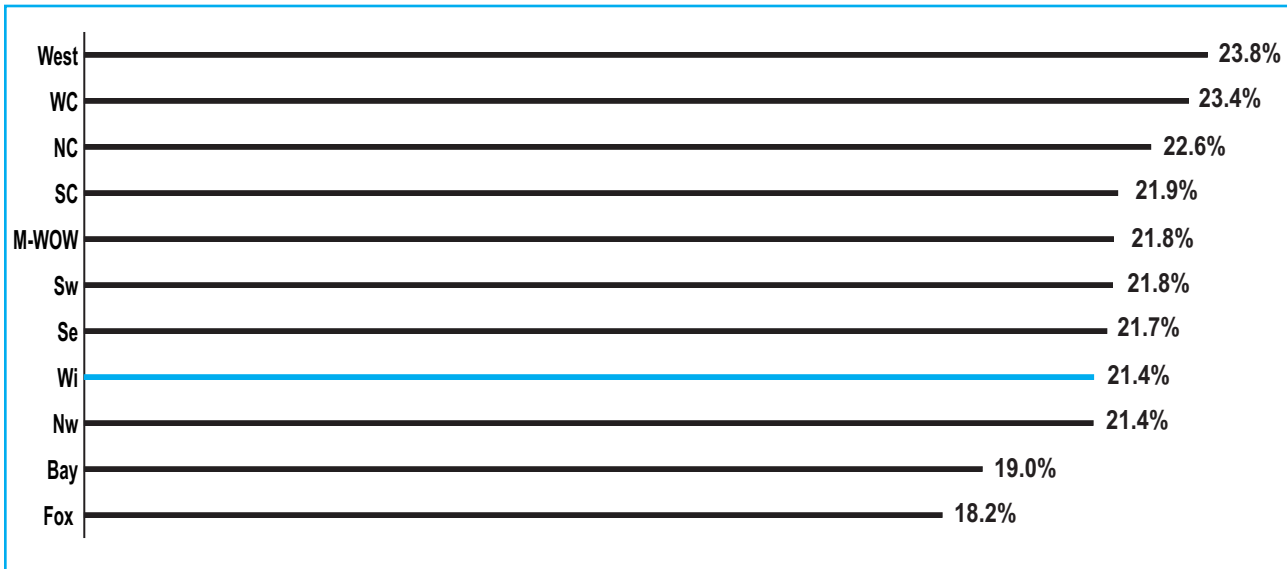 West 23.8%
WC 23.4%
NC 22.6%
SC 21.9%
M-WOW 21.8%
Sw 21.8%
Se 21.7%
Wi 21.4%
Nw 21.4%
Bay 19.0%
Fox 18.2%